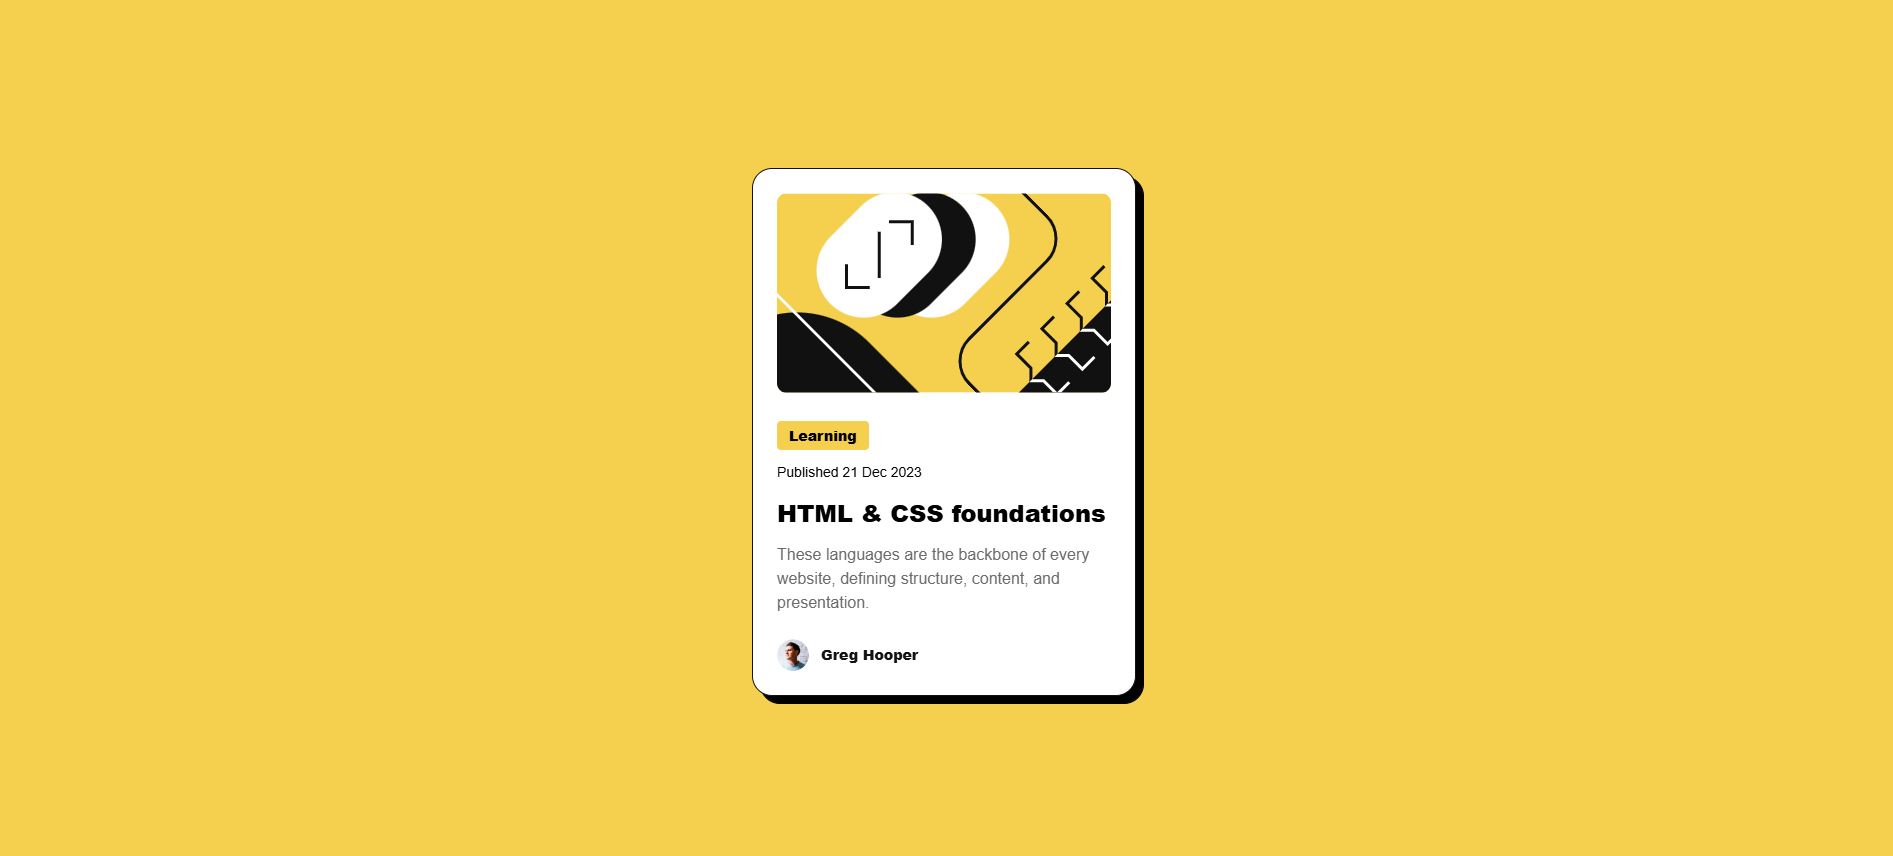 Learning
Published 21 Dec 2023
HTML & CSS foundations
These languages are the backbone of every
website, defining structure, content, and
presentation.
Greg Hooper